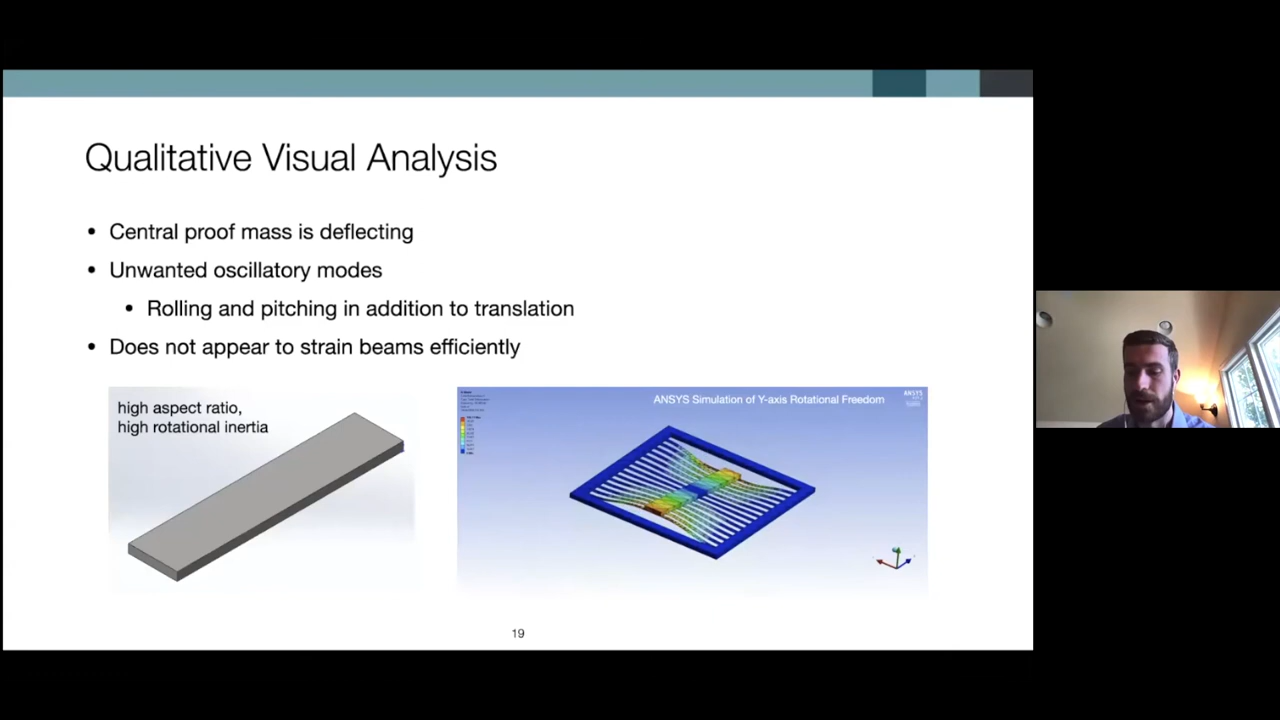 Qualitative Visual Analysis
• Central proof mass is deflecting
• Unwanted oscillatory modes
• Rolling and pitching in addition to translation
• Does not appear to strain beams efficiently
high aspect ratio,
high rotational inertia
ANSYS Simulation of Y-axis Rotational Freedom
ANSYS
19